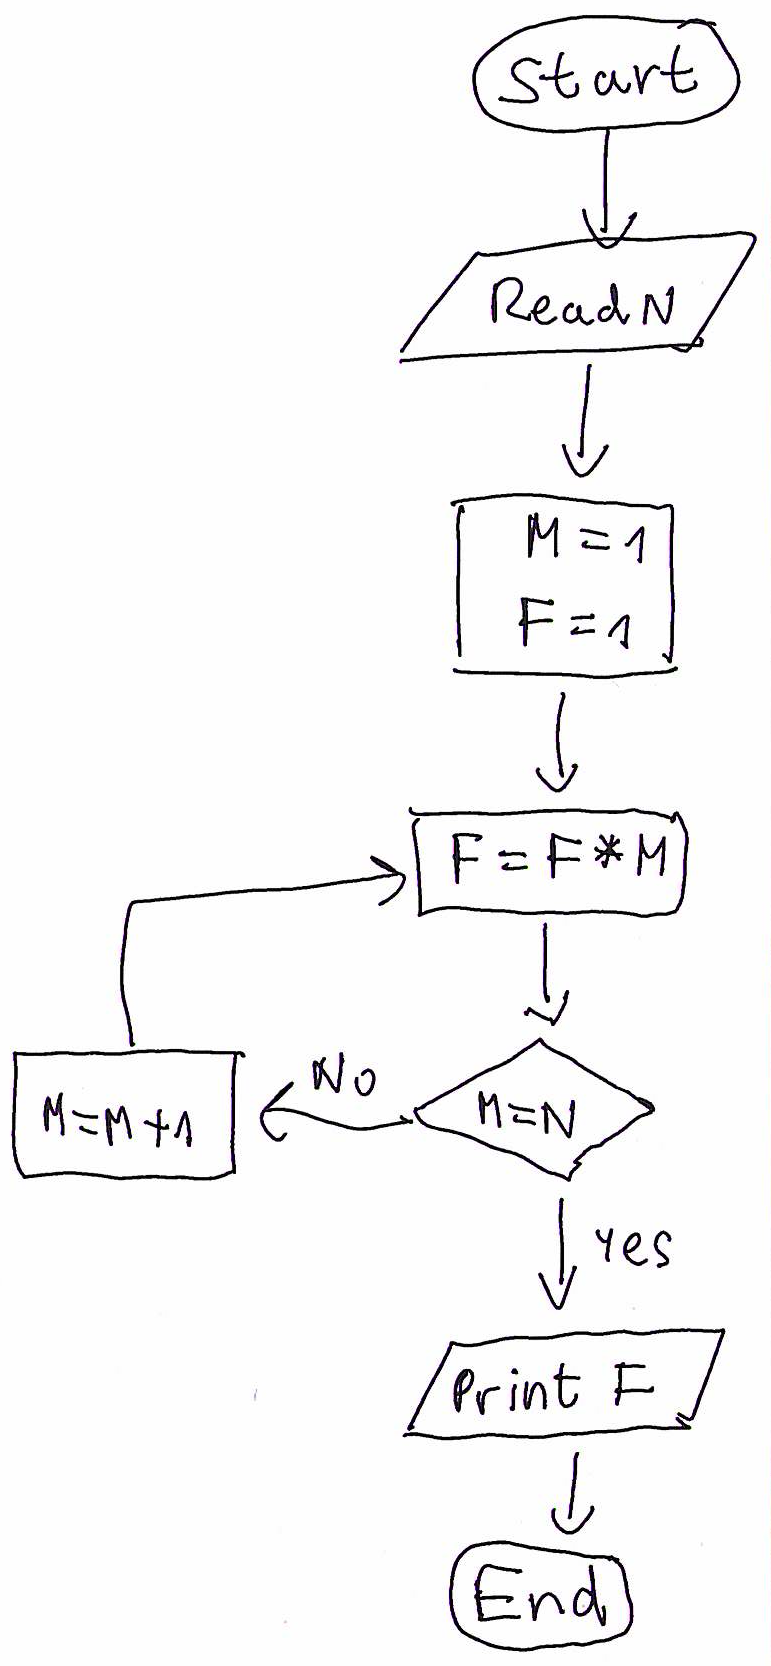 Start
Read N
M = 1
F = 1
F = F * M
No
M=M+1
M=N
Yes
Print F
End